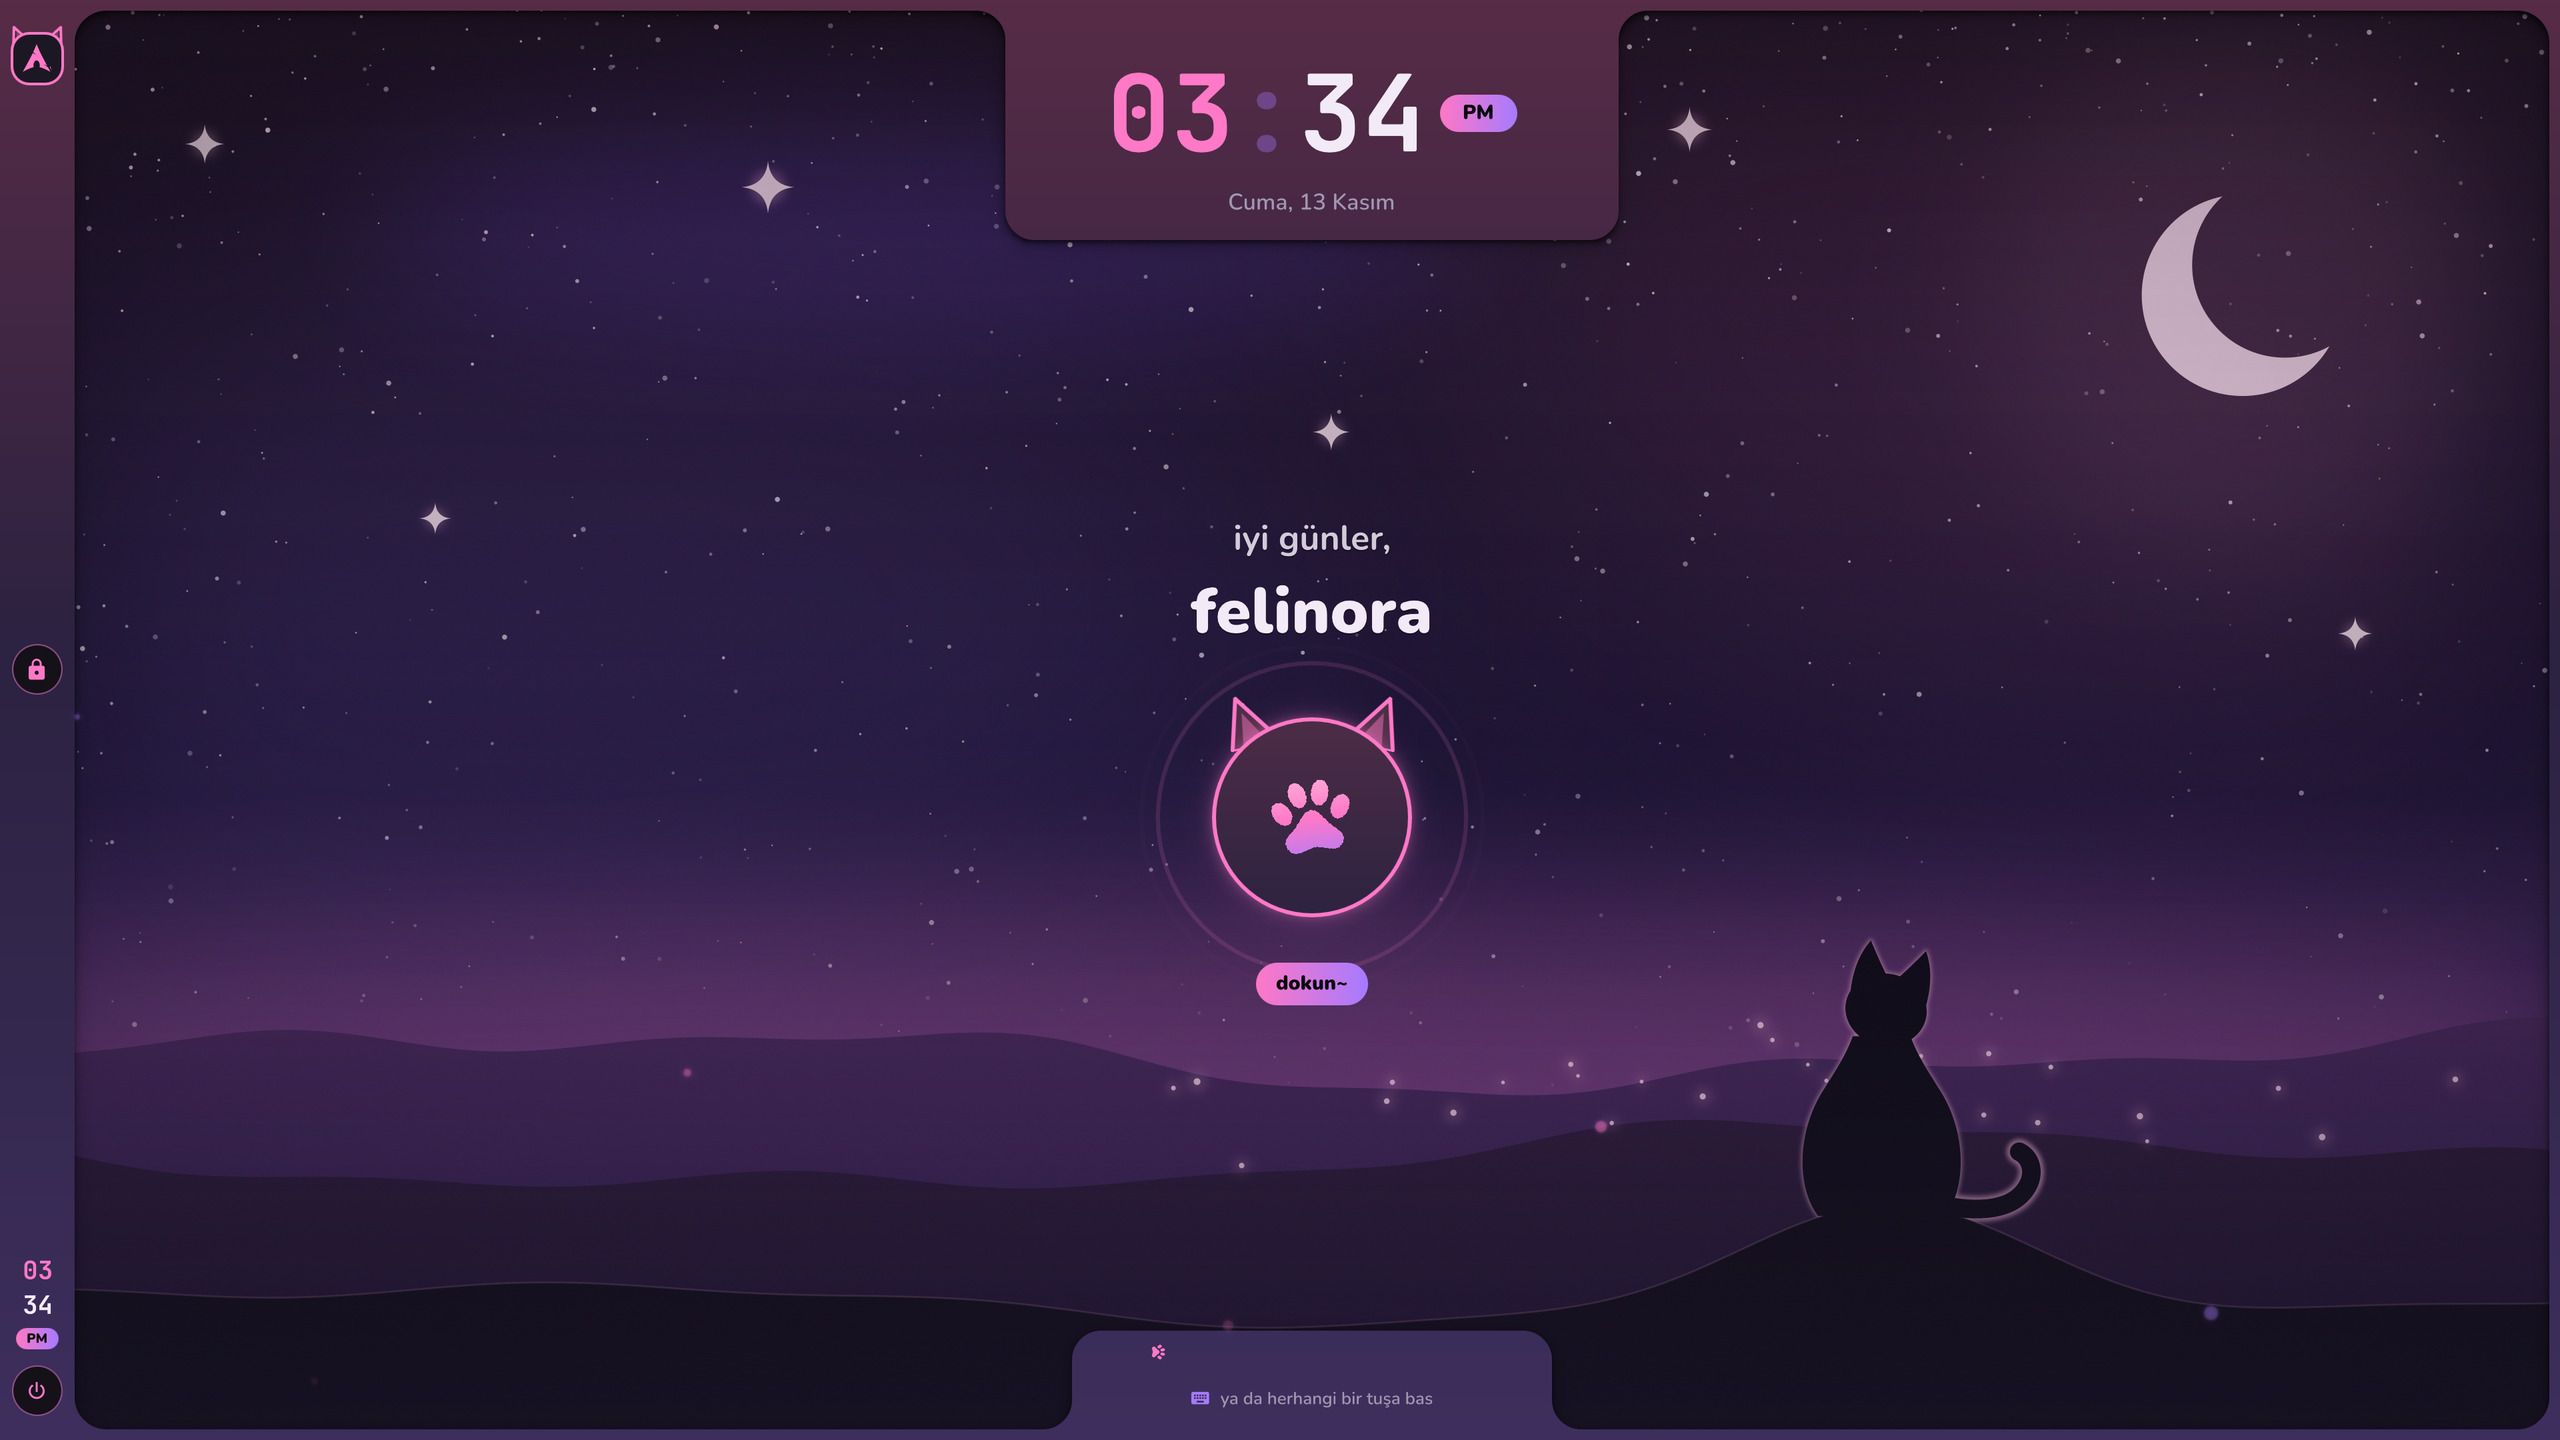 03:34 PM
Cuma, 13 Kasım
iyi günler,
felinora
dokun~
03
34
PM
ya da herhangi bir tuşa bas